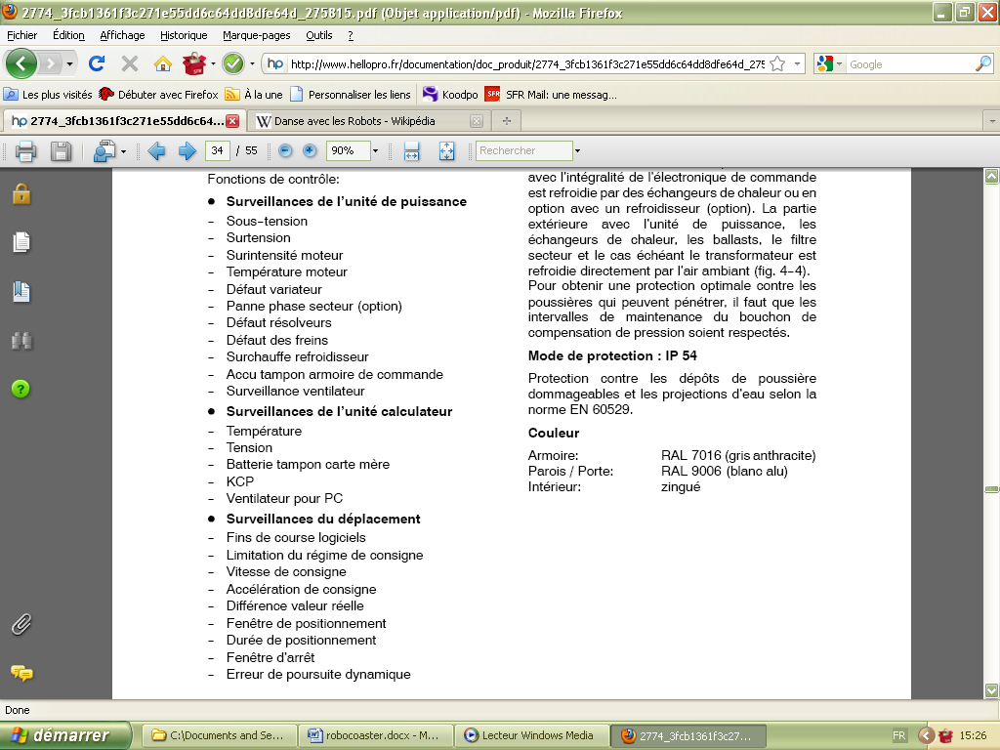 2774_3fcb1361f3c271e55dd6c64dd8dfe64d_275815.pdf (Objet application/pdf) - Mozilla Firefox
Fichier Édition Affichage Historique Marque-pages Outils ?
http://www.hellopro.fr/documentation/doc_produit/2774_3fcb1361f3c271e55dd6c64dd8dfe64d_275
Google
Les plus visités Débuter avec Firefox À la une Personnaliser les liens Koodpo SFR SFR Mail: une messag...
hp 2774_3fcb1361f3c271e55dd6c64... W Danse avec les Robots - Wikipédia
34 / 55 90% Rechercher
Fonctions de contrôle:
● Surveillances de l'unité de puissance
- Sous-tension
- Surtension
- Surintensité moteur
- Température moteur
- Défaut variateur
- Panne phase secteur (option)
- Défaut résolveurs
- Défaut des freins
- Surchauffe refroidisseur
- Accu tampon armoire de commande
- Surveillance ventilateur
● Surveillances de l'unité calculateur
- Température
- Tension
- Batterie tampon carte mère
- KCP
- Ventilateur pour PC
● Surveillances du déplacement
- Fins de course logiciels
- Limitation du régime de consigne
- Vitesse de consigne
- Accélération de consigne
- Différence valeur réelle
- Fenêtre de positionnement
- Durée de positionnement
- Fenêtre d'arrêt
- Erreur de poursuite dynamique
avec l'intégralité de l'électronique de commande
est refroidie par des échangeurs de chaleur ou en
option avec un refroidisseur (option). La partie
extérieure avec l'unité de puissance, les
échangeurs de chaleur, les ballasts, le filtre
secteur et le cas échéant le transformateur est
refroidie directement par l'air ambiant (fig. 4-4).
Pour obtenir une protection optimale contre les
poussières qui peuvent pénétrer, il faut que les
intervalles de maintenance du bouchon de
compensation de pression soient respectés.
Mode de protection : IP 54
Protection contre les dépôts de poussière
dommageables et les projections d'eau selon la
norme EN 60529.
Couleur
Armoire: RAL 7016 (gris anthracite)
Parois / Porte: RAL 9006 (blanc alu)
Intérieur: zingué
Done
démarrer C:\Documents and Se... robocoaster.docx - M... Lecteur Windows Media 2774_3fcb1361f3c27... FR 15:26